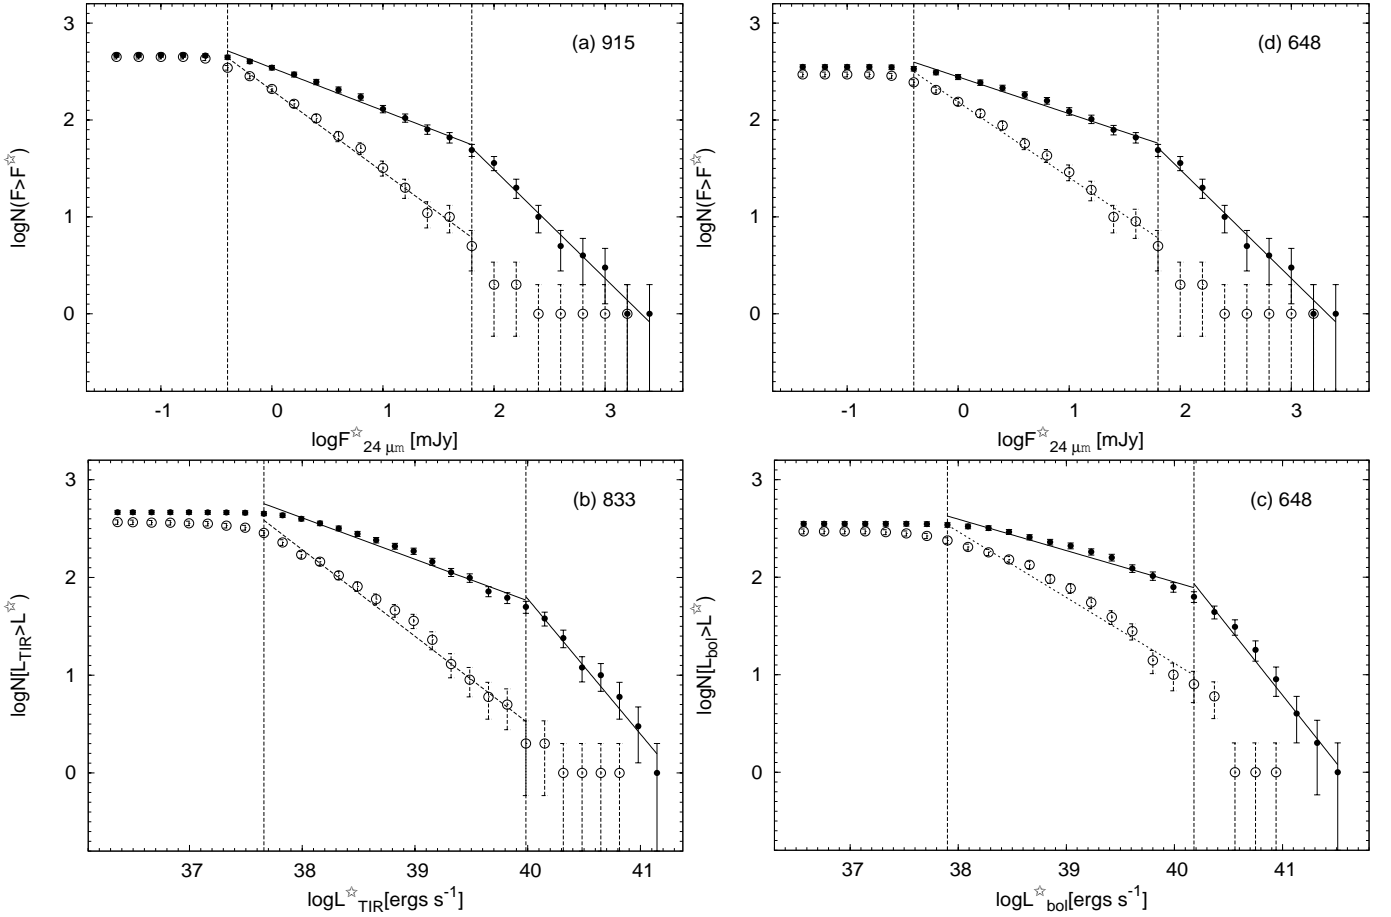 (a) 915
logN(F>F☆)
3
2
1
0
-1 0 1 2 3
logF☆24 μm [mJy]
(d) 648
logN(F>F☆)
3
2
1
0
-1 0 1 2 3
logF☆24 μm [mJy]
(b) 833
logN[LTIR>L☆)
3
2
1
0
37 38 39 40 41
logL☆TIR[ergs s-1]
(c) 648
logN[Lbol>L☆)
3
2
1
0
37 38 39 40 41
logL☆bol[ergs s-1]